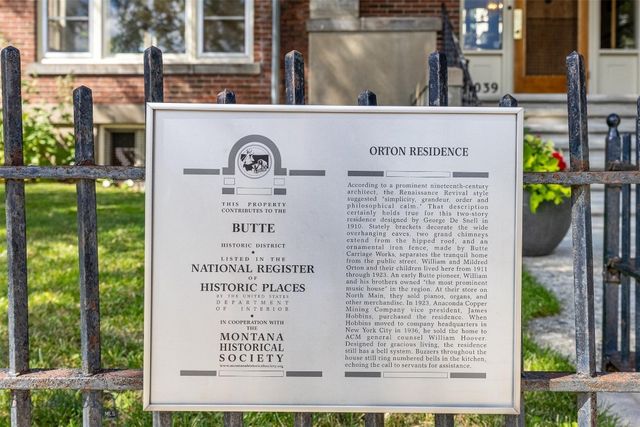 039
THIS PROPERTY
CONTRIBUTES TO THE
BUTTE
HISTORIC DISTRICT
LISTED IN THE
NATIONAL REGISTER
OF
HISTORIC PLACES
BY THE UNITED STATES
DEPARTMENT
OF INTERIOR
IN COOPERATION WITH
THE
MONTANA
HISTORICAL
SOCIETY
www.montanahistoricalsociety.org
ORTON RESIDENCE
According to a prominent nineteenth-century
architect, the Renaissance Revival style
suggested "simplicity, grandeur, order and
philosophical calm." That description
certainly holds true for this two-story
residence designed by George De Snell in
1910. Stately brackets decorate the wide
overhanging eaves, two grand chimneys
extend from the hipped roof, and an
ornamental iron fence, made by Butte
Carriage Works, separates the tranquil home
from the public street. William and Mildred
Orton and their children lived here from 1911
through 1923. An early Butte pioneer, William
and his brothers owned "the most prominent
music house" in the region. At their store on
North Main, they sold pianos, organs, and
other merchandise. In 1923, Anaconda Copper
Mining Company vice president, James
Hobbins, purchased the residence. When
Hobbins moved to company headquarters in
New York City in 1936, he sold the home to
ACM general counsel William Hoover.
Designed for gracious living, the residence
still has a bell system. Buzzers throughout the
house still ring numbered bells in the kitchen,
echoing the call to servants for assistance.
MLS